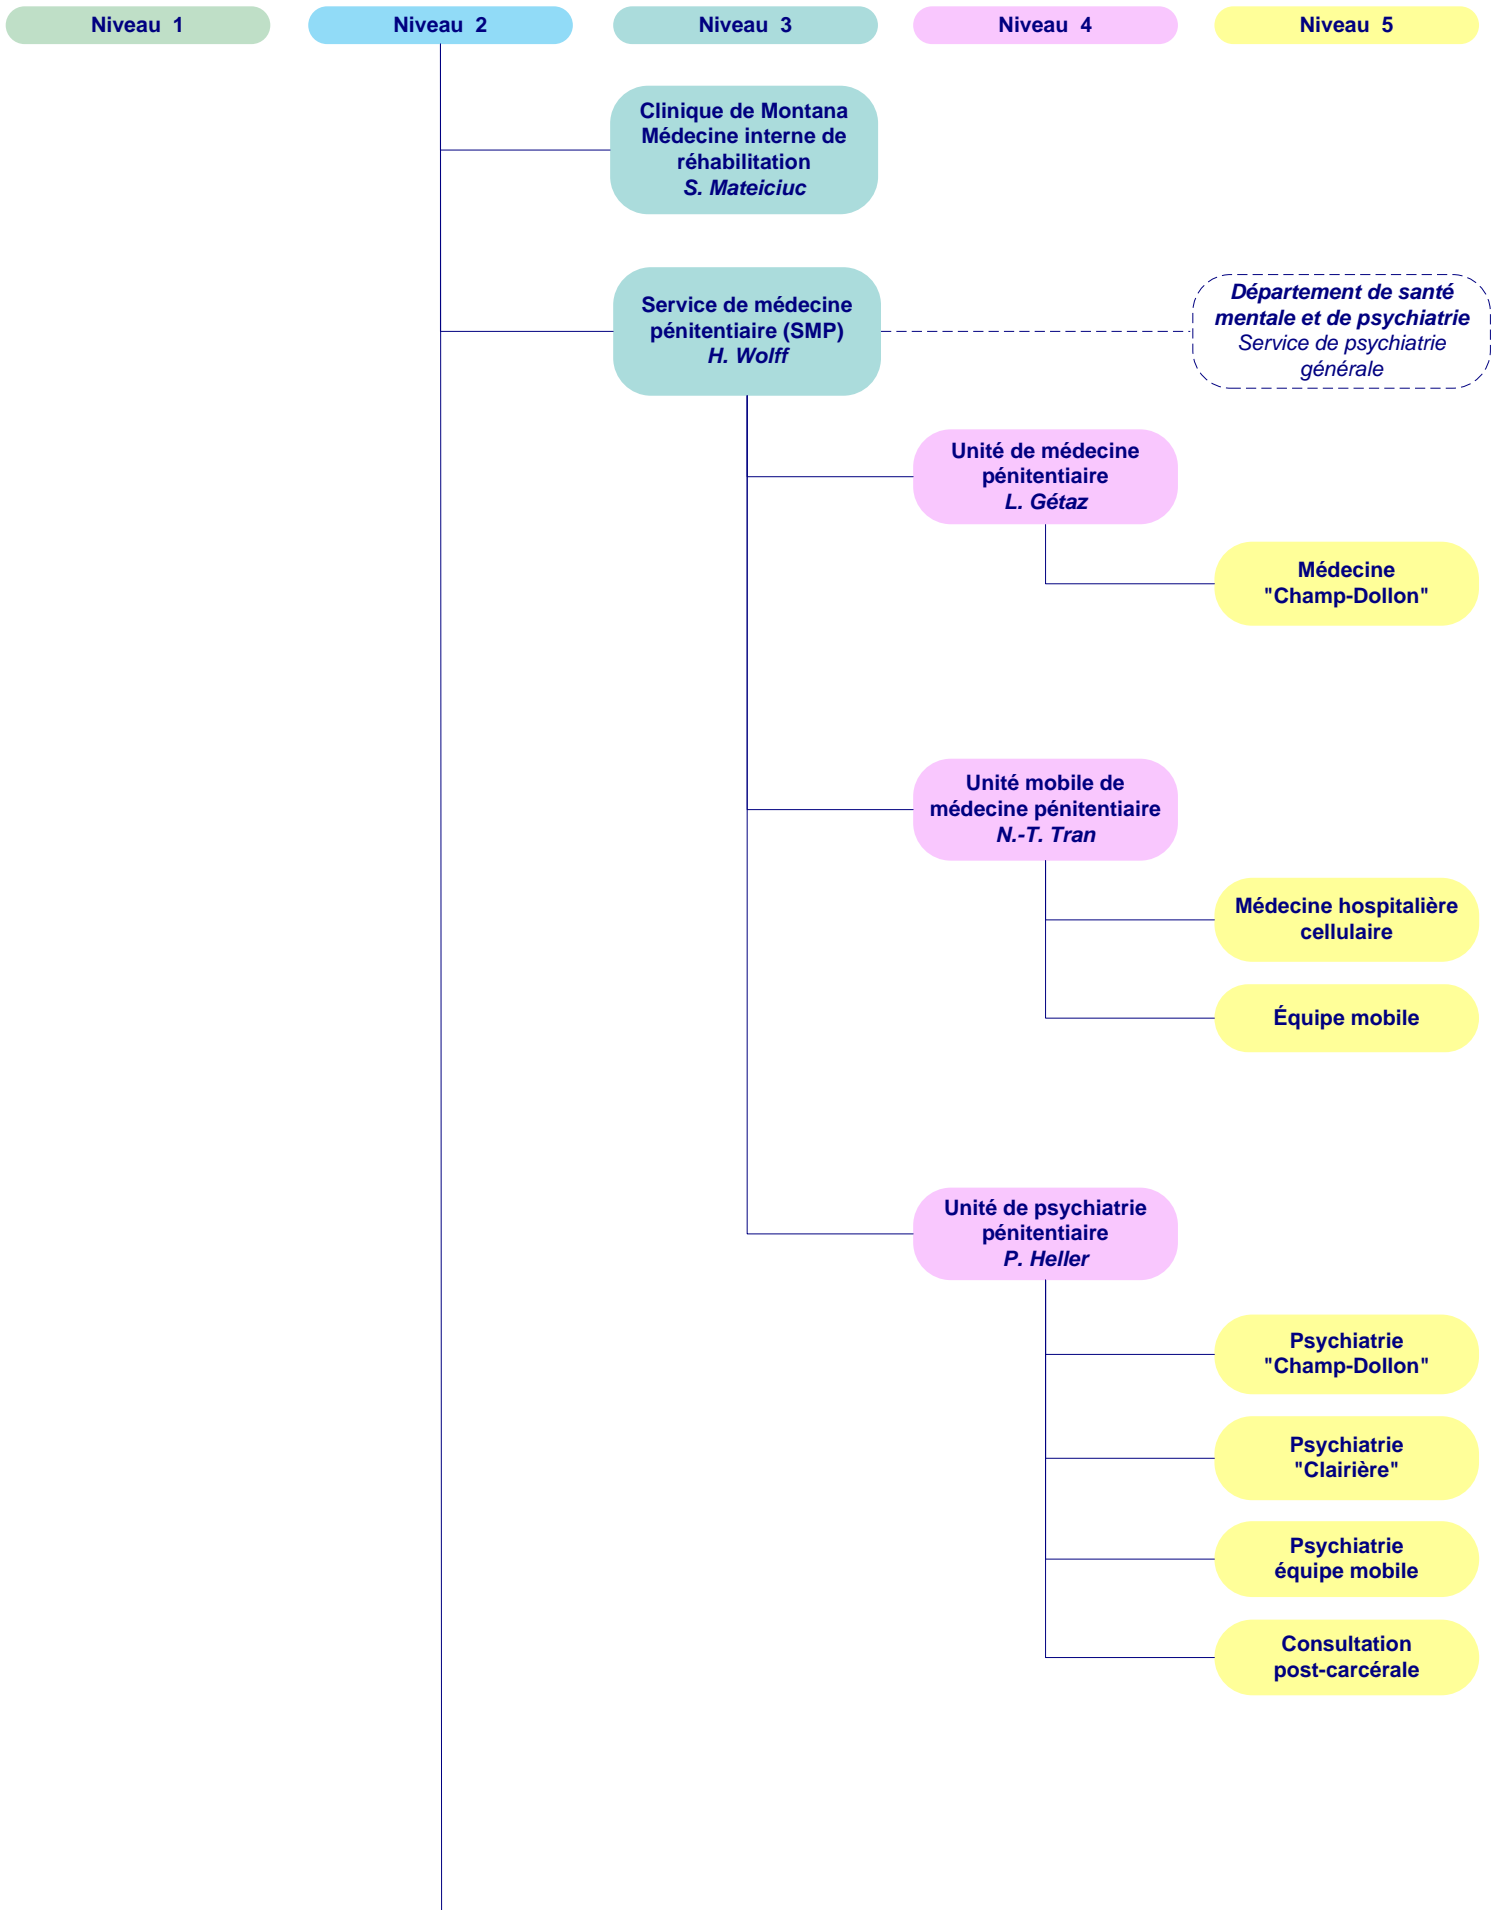 Niveau 1
Niveau 2
Niveau 3
Niveau 4
Niveau 5
Clinique de Montana
Médecine interne de
réhabilitation
S. Mateiciuc
Service de médecine
pénitentiaire (SMP)
H. Wolff
Département de santé
mentale et de psychiatrie
Service de psychiatrie
générale
Unité de médecine
pénitentiaire
L. Gétaz
Médecine
"Champ-Dollon"
Unité mobile de
médecine pénitentiaire
N.-T. Tran
Médecine hospitalière
cellulaire
Équipe mobile
Unité de psychiatrie
pénitentiaire
P. Heller
Psychiatrie
"Champ-Dollon"
Psychiatrie
"Clairière"
Psychiatrie
équipe mobile
Consultation
post-carcérale